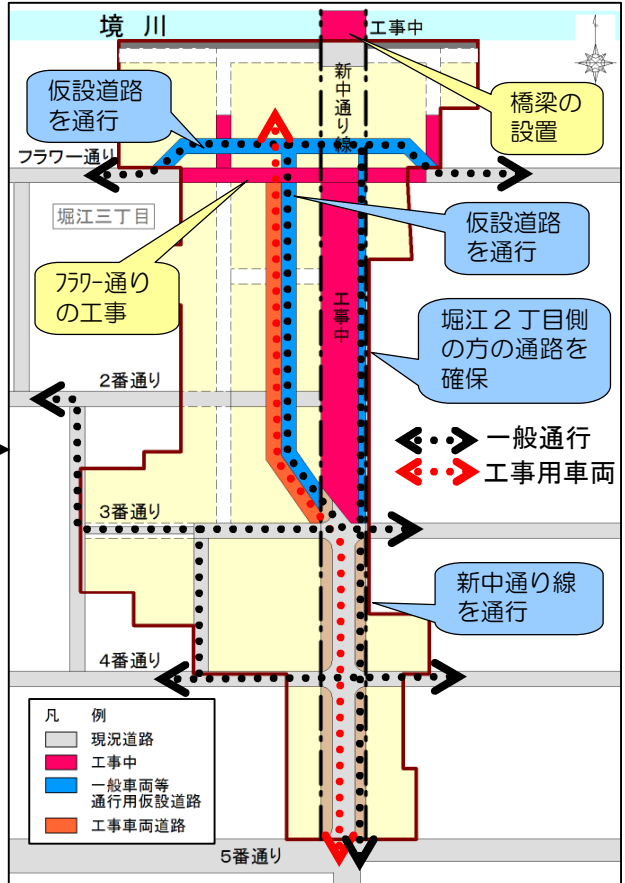 境 川
工事中
新中通り線
橋梁の
設置
仮設道路
を通行
フラワー通り
堀江三丁目
仮設道路
を通行
ﾌﾗﾜｰ通り
の工事
工事中
堀江２丁目側
の方の通路を
確保
2番通り
一般通行
工事用車両
3番通り
新中通り線
を通行
4番通り
凡 例
現況道路
工事中
一般車両等
通行用仮設道路
工事車両道路
5番通り